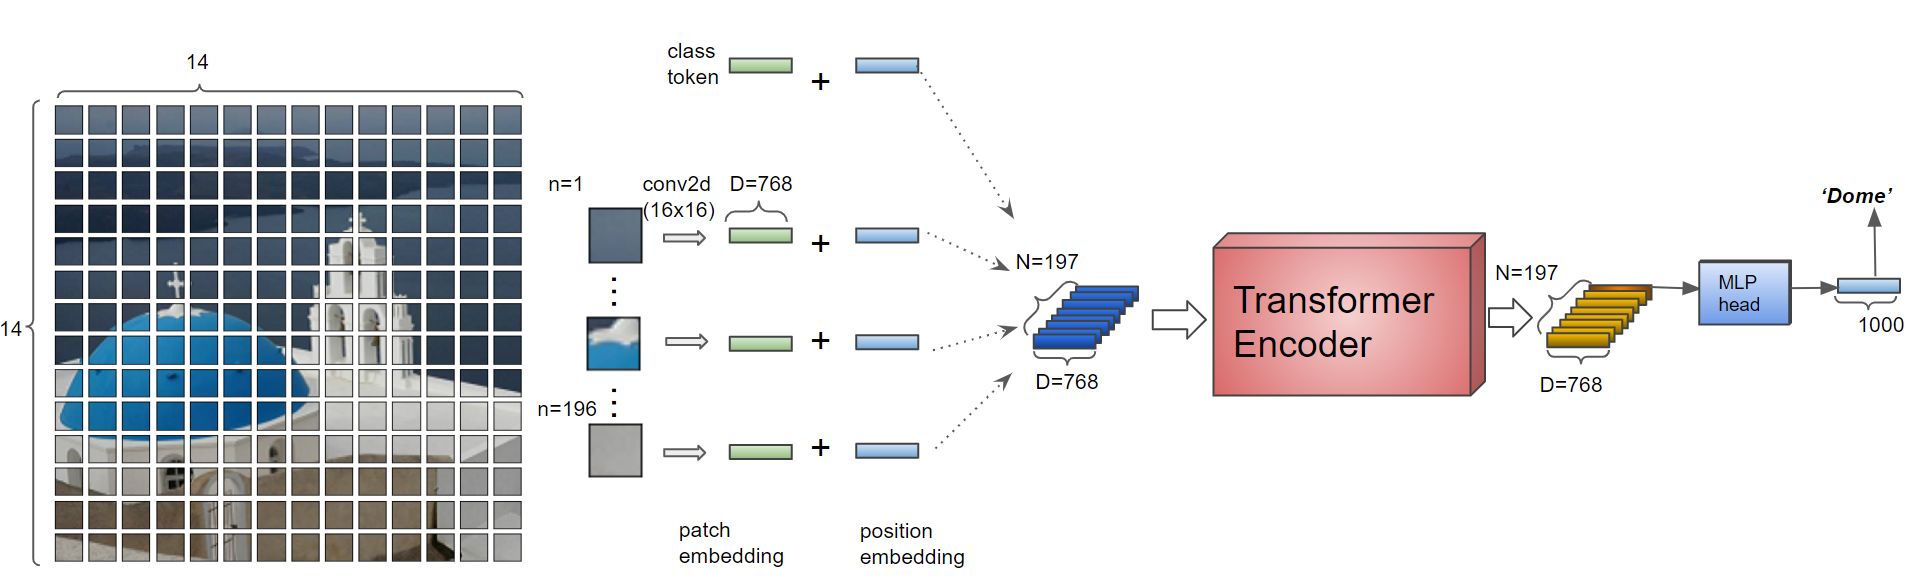 14
14
class
token
+
n=1
conv2d
(16x16)
D=768
+
⋮
+
n=196
⋮
+
patch
embedding
position
embedding
N=197
D=768
Transformer
Encoder
N=197
D=768
MLP
head
‘Dome’
1000